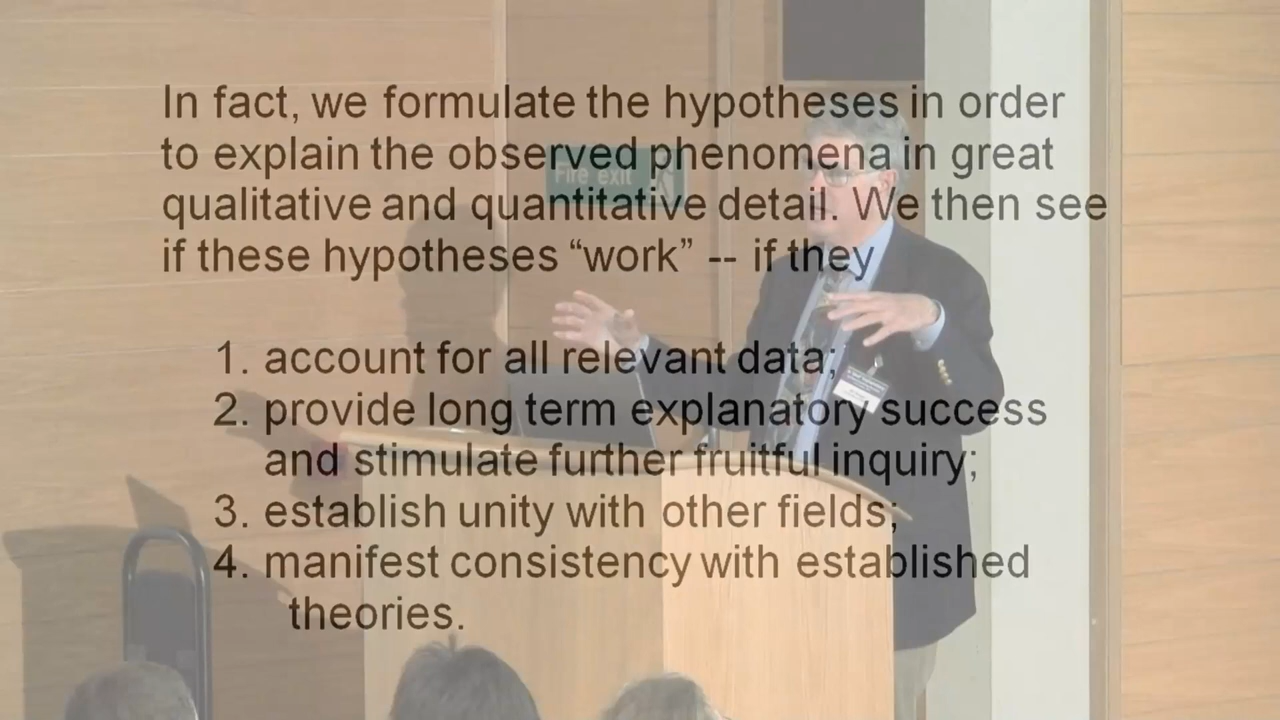 In fact, we formulate the hypotheses in order
to explain the observed phenomena in great
qualitative and quantitative detail. We then see
if these hypotheses “work” -- if they
1. account for all relevant data;
2. provide long term explanatory success
and stimulate further fruitful inquiry;
3. establish unity with other fields;
4. manifest consistency with established
theories.
Fire exit